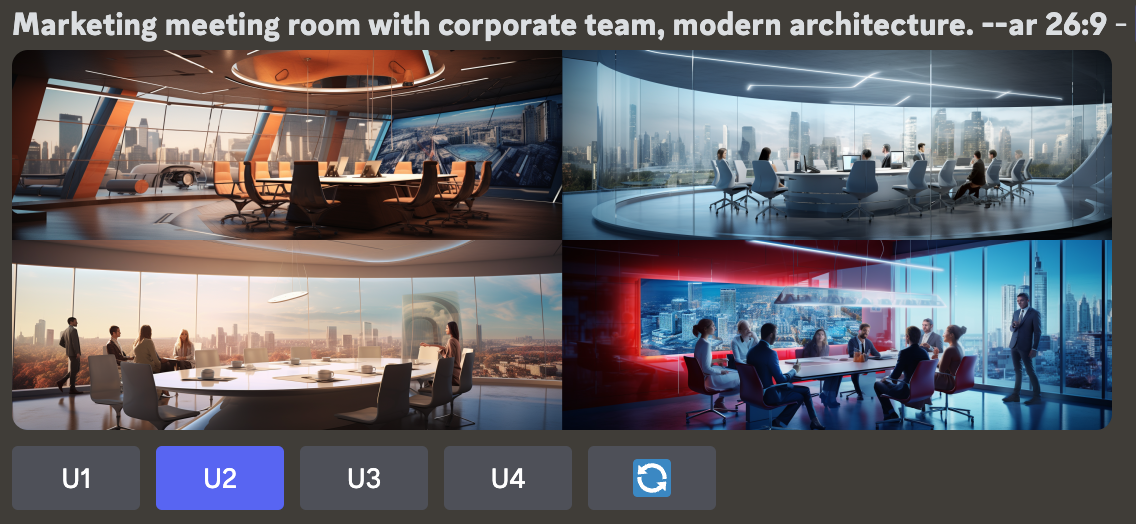 Marketing meeting room with corporate team, modern architecture. --ar 26:9 -
U1
U2
U3
U4